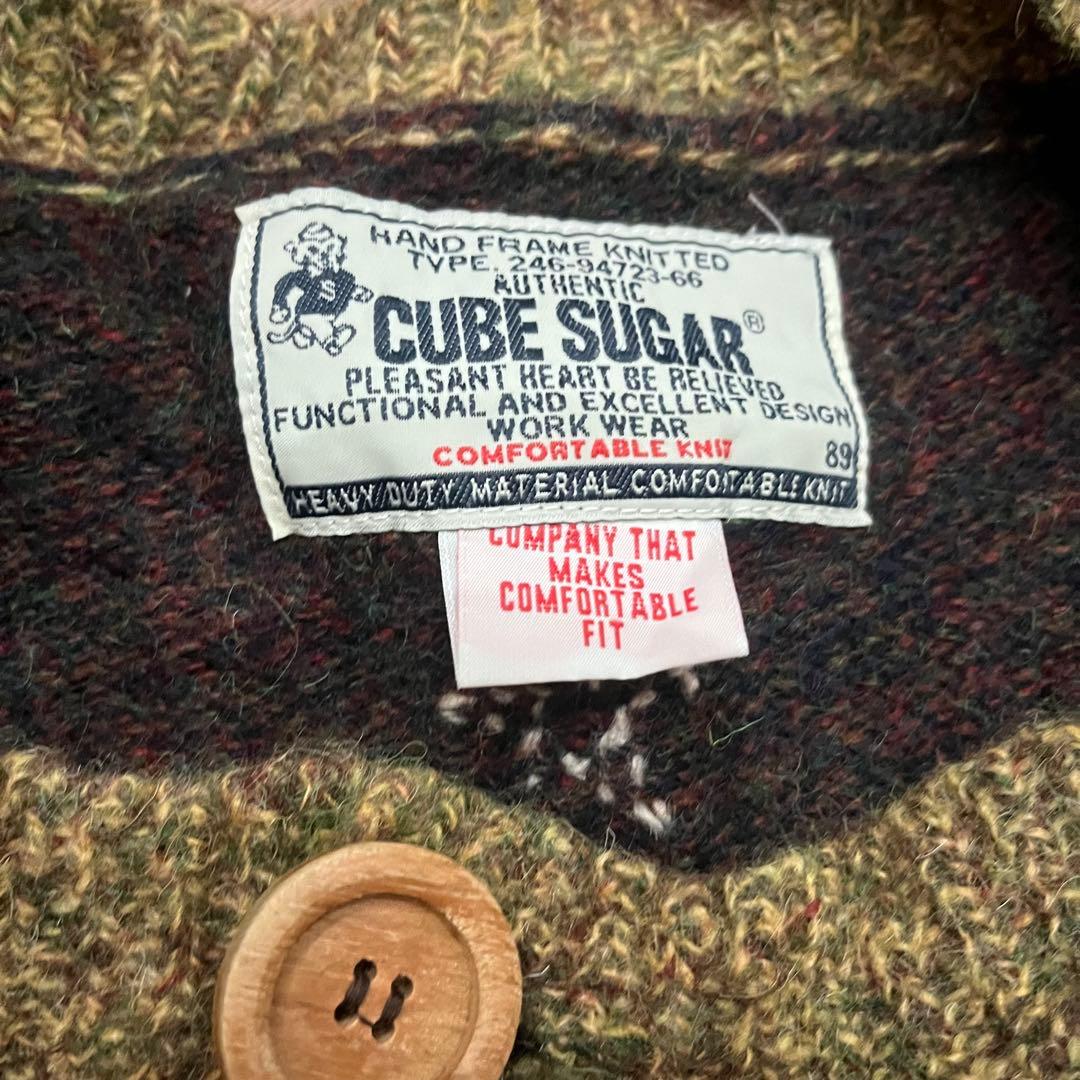 HAND FRAME KNITTED
TYPE. 246-94723-66
AUTHENTIC
S
CUBE SUGAR®
PLEASANT HEART BE RELIEVED
FUNCTIONAL AND EXCELLENT DESIGN
WORK WEAR
COMFORTABLE KNIT
89
HEAVY DUTY MATERIAL COMFOTABLE KNIT
COMPANY THAT
MAKES
COMFORTABLE
FIT